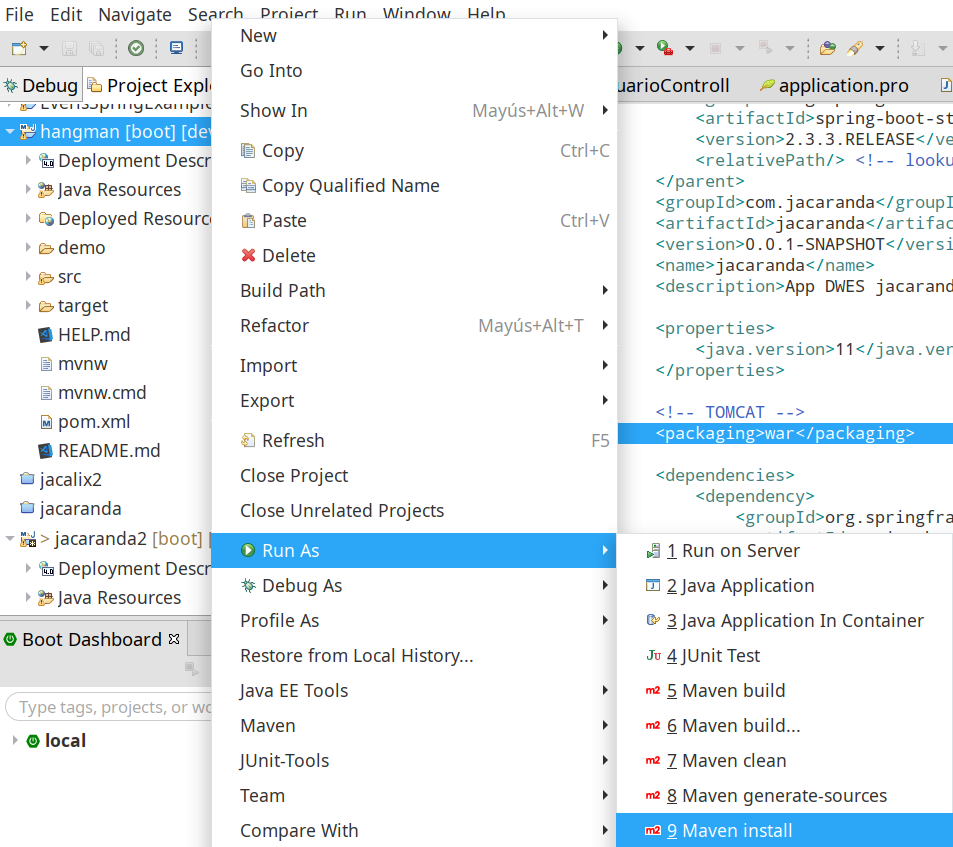 File Edit Navigate Search Project Run Window Help
Debug
Project Explo
uarioControll
application.pro
EvensSpringExample
hangman [boot] [dev
Deployment Descr
Java Resources
Deployed Resourc
demo
src
target
HELP.md
mvnw
mvnw.cmd
pom.xml
README.md
jacalix2
jacaranda
> jacaranda2 [boot] [
Deployment Descr
Java Resources
Boot Dashboard
Type tags, projects, or wo
local
New
Go Into
Show In Mayús+Alt+W
Copy Ctrl+C
Copy Qualified Name
Paste Ctrl+V
Delete
Build Path
Refactor Mayús+Alt+T
Import
Export
Refresh F5
Close Project
Close Unrelated Projects
Run As
Debug As
Profile As
Restore from Local History...
Java EE Tools
Maven
JUnit-Tools
Team
Compare With
<artifactId>spring-boot-st
<version>2.3.3.RELEASE</ve
<relativePath/> <!-- looku
</parent>
<groupId>com.jacaranda</groupI
<artifactId>jacaranda</artifac
<version>0.0.1-SNAPSHOT</versi
<name>jacaranda</name>
<description>App DWES jacarand
<properties>
<java.version>11</java.ver
</properties>
<!-- TOMCAT -->
<packaging>war</packaging>
<dependencies>
<dependency>
<groupId>org.springfra
1 Run on Server
2 Java Application
3 Java Application In Container
4 JUnit Test
5 Maven build
6 Maven build...
7 Maven clean
8 Maven generate-sources
9 Maven install